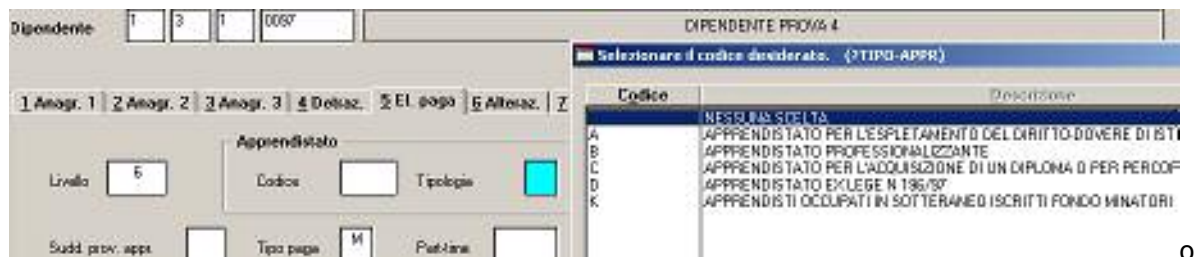 Dipendente 1 3 1 0097 DIPENDENTE PROVA 4
Selezionare il codice desiderato. (?TIPO-APPR)
1 Anagr. 1 2 Anagr. 2 3 Anagr. 3 4 Detraz. 5 El. paga 6 Alteraz. 7
Codice Descrizione
NESSUNA SCELTA
A APPRENDISTATO PER L'ESPLETAMENTO DEL DIRITTO-DOVERE DI IST
B APPRENDISTATO PROFESSIONALIZZANTE
C APPRENDISTATO PER L'ACQUISIZIONE DI UN DIPLOMA O PER PERCOR
D APPRENDISTATO EX LEGE N 196/97
K APPRENDISTI OCCUPATI IN SOTTERANEO ISCRITTI FONDO MINATORI
Apprendistato
Livello 6 Codice Tipologia
Sudd. prov. appr. Tipo paga M Part-time
o